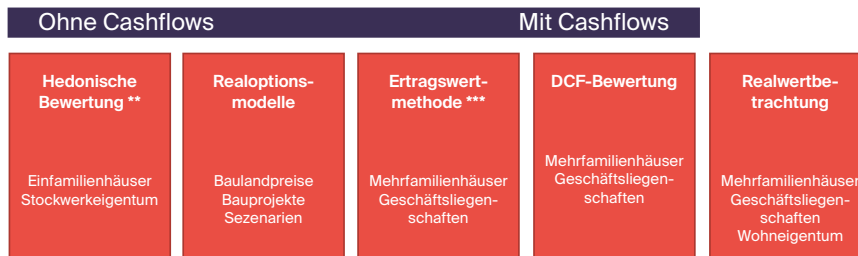 Ohne Cashflows
Mit Cashflows
Hedonische
Bewertung **
Einfamilienhäuser
Stockwerkeigentum
Realoptions-
modelle
Baulandpreise
Bauprojekte
Sezenarien
Ertragswert-
methode ***
Mehrfamilienhäuser
Geschäftsliegen-
schaften
DCF-Bewertung
Mehrfamilienhäuser
Geschäftsliegen-
schaften
Realwertbe-
trachtung
Mehrfamilienhäuser
Geschäftsliegen-
schaften
Wohneigentum